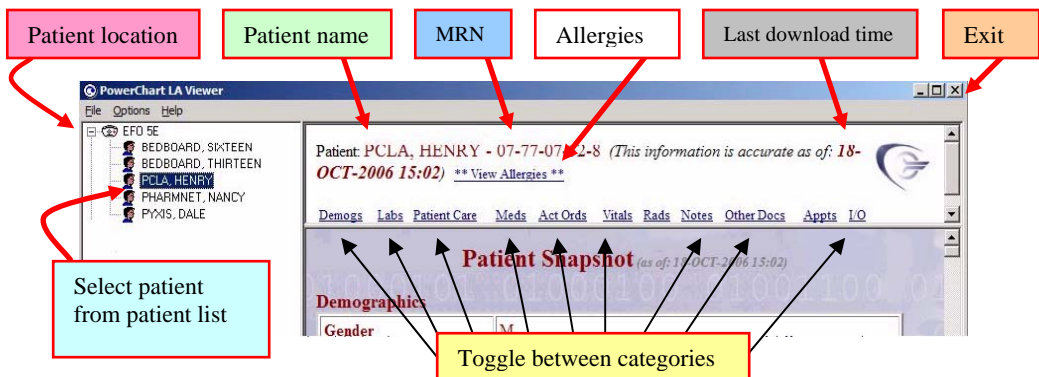 Patient location
Patient name
MRN
Allergies
Last download time
Exit
PowerChart LA Viewer
File Options Help
EFO 5E
BEDBOARD, SIXTEEN
BEDBOARD, THIRTEEN
PCLA, HENRY
PHARMNET, NANCY
PYXIS, DALE
Patient: PCLA, HENRY - 07-77-07- 2-8 (This information is accurate as of: 18-
OCT-2006 15:02) ** View Allergies **
Demogs Labs Patient Care Meds Act Ords Vitals Rads Notes Other Docs Appts I/O
Patient Snapshot (as of: 18-OCT-2006 15:02)
Demographics
Gender
M
Select patient
from patient list
Toggle between categories